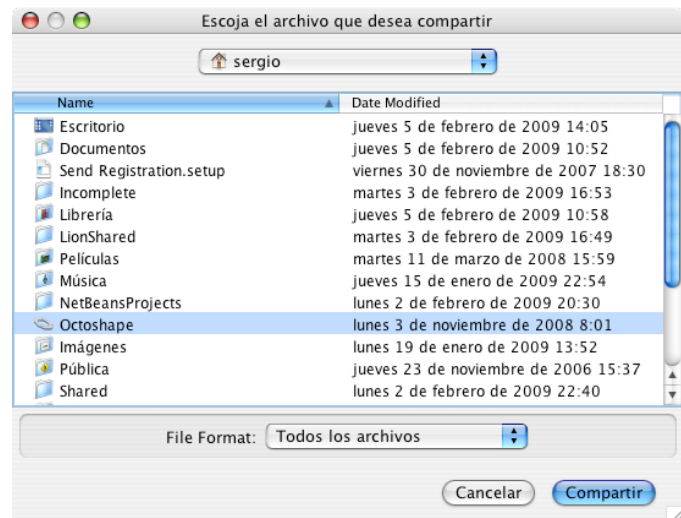 Escoja el archivo que desea compartir
sergio
Name Date Modified
Escritorio jueves 5 de febrero de 2009 14:05
Documentos jueves 5 de febrero de 2009 10:52
Send Registration.setup viernes 30 de noviembre de 2007 18:30
Incomplete martes 3 de febrero de 2009 16:53
Librería jueves 5 de febrero de 2009 10:58
LionShared martes 3 de febrero de 2009 16:49
Películas martes 11 de marzo de 2008 15:59
Música jueves 15 de enero de 2009 22:54
NetBeansProjects lunes 2 de febrero de 2009 20:30
Octoshape lunes 3 de noviembre de 2008 8:01
Imágenes lunes 19 de enero de 2009 13:52
Pública jueves 23 de noviembre de 2006 15:37
Shared lunes 2 de febrero de 2009 22:40
File Format: Todos los archivos
Cancelar Compartir